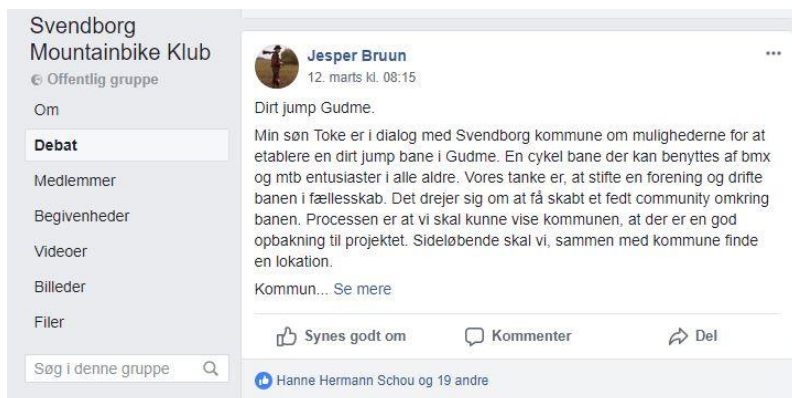 Svendborg
Mountainbike Klub
Offentlig gruppe
Om
Debat
Medlemmer
Begivenheder
Videoer
Billeder
Filer
Søg i denne gruppe
Jesper Bruun
12. marts kl. 08:15
Dirt jump Gudme.
Min søn Toke er i dialog med Svendborg kommune om mulighederne for at
etablere en dirt jump bane i Gudme. En cykel bane der kan benyttes af bmx
og mtb entusiaster i alle aldre. Vores tanke er, at stifte en forening og drifte
banen i fællesskab. Det drejer sig om at få skabt et fedt community omkring
banen. Processen er at vi skal kunne vise kommunen, at der er en god
opbakning til projektet. Sideløbende skal vi, sammen med kommune finde
en lokation.
Kommun... Se mere
Synes godt om Kommenter Del
Hanne Hermann Schou og 19 andre